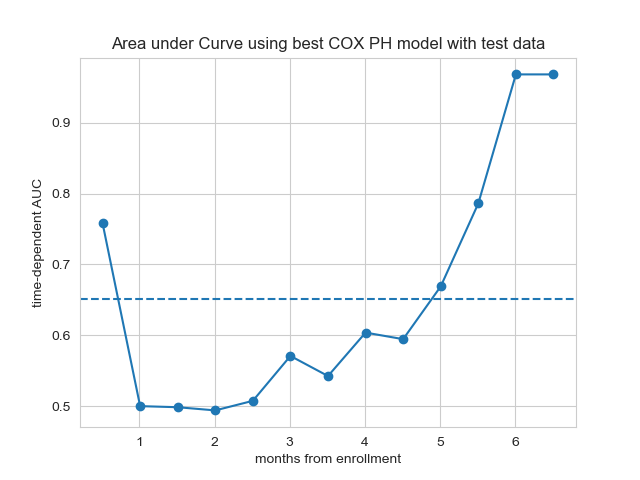 Area under Curve using best COX PH model with test data
time-dependent AUC
0.9
0.8
0.7
0.6
0.5
1 2 3 4 5 6
months from enrollment